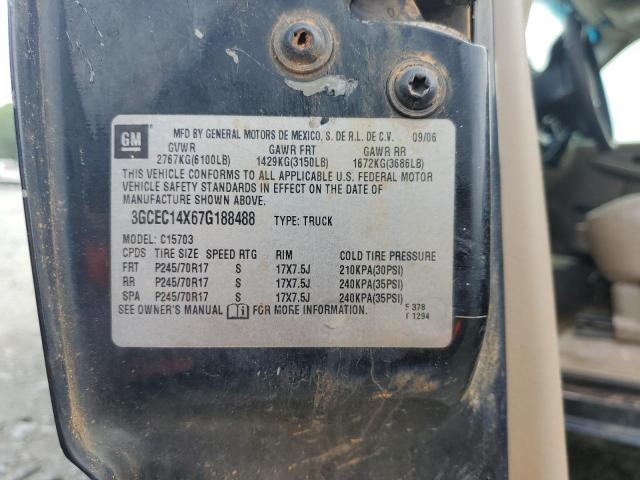 GM MFD BY GENERAL MOTORS DE MEXICO, S. DE R.L. DE C.V. 09/06
GVWR GAWR FRT GAWR RR
2767KG(6100LB) 1429KG(3150LB) 1672KG(3686LB)
THIS VEHICLE CONFORMS TO ALL APPLICABLE U.S. FEDERAL MOTOR
VEHICLE SAFETY STANDARDS IN EFFECT ON THE DATE OF
MANUFACTURE SHOWN ABOVE.
3GCEC14X67G188488 TYPE: TRUCK
MODEL: C15703
CPDS TIRE SIZE SPEED RTG RIM COLD TIRE PRESSURE
FRT P245/70R17 S 17X7.5J 210KPA(30PSI)
RR P245/70R17 S 17X7.5J 240KPA(35PSI)
SPA P245/70R17 S 17X7.5J 240KPA(35PSI)
SEE OWNER'S MANUAL FOR MORE INFORMATION.
378
1294